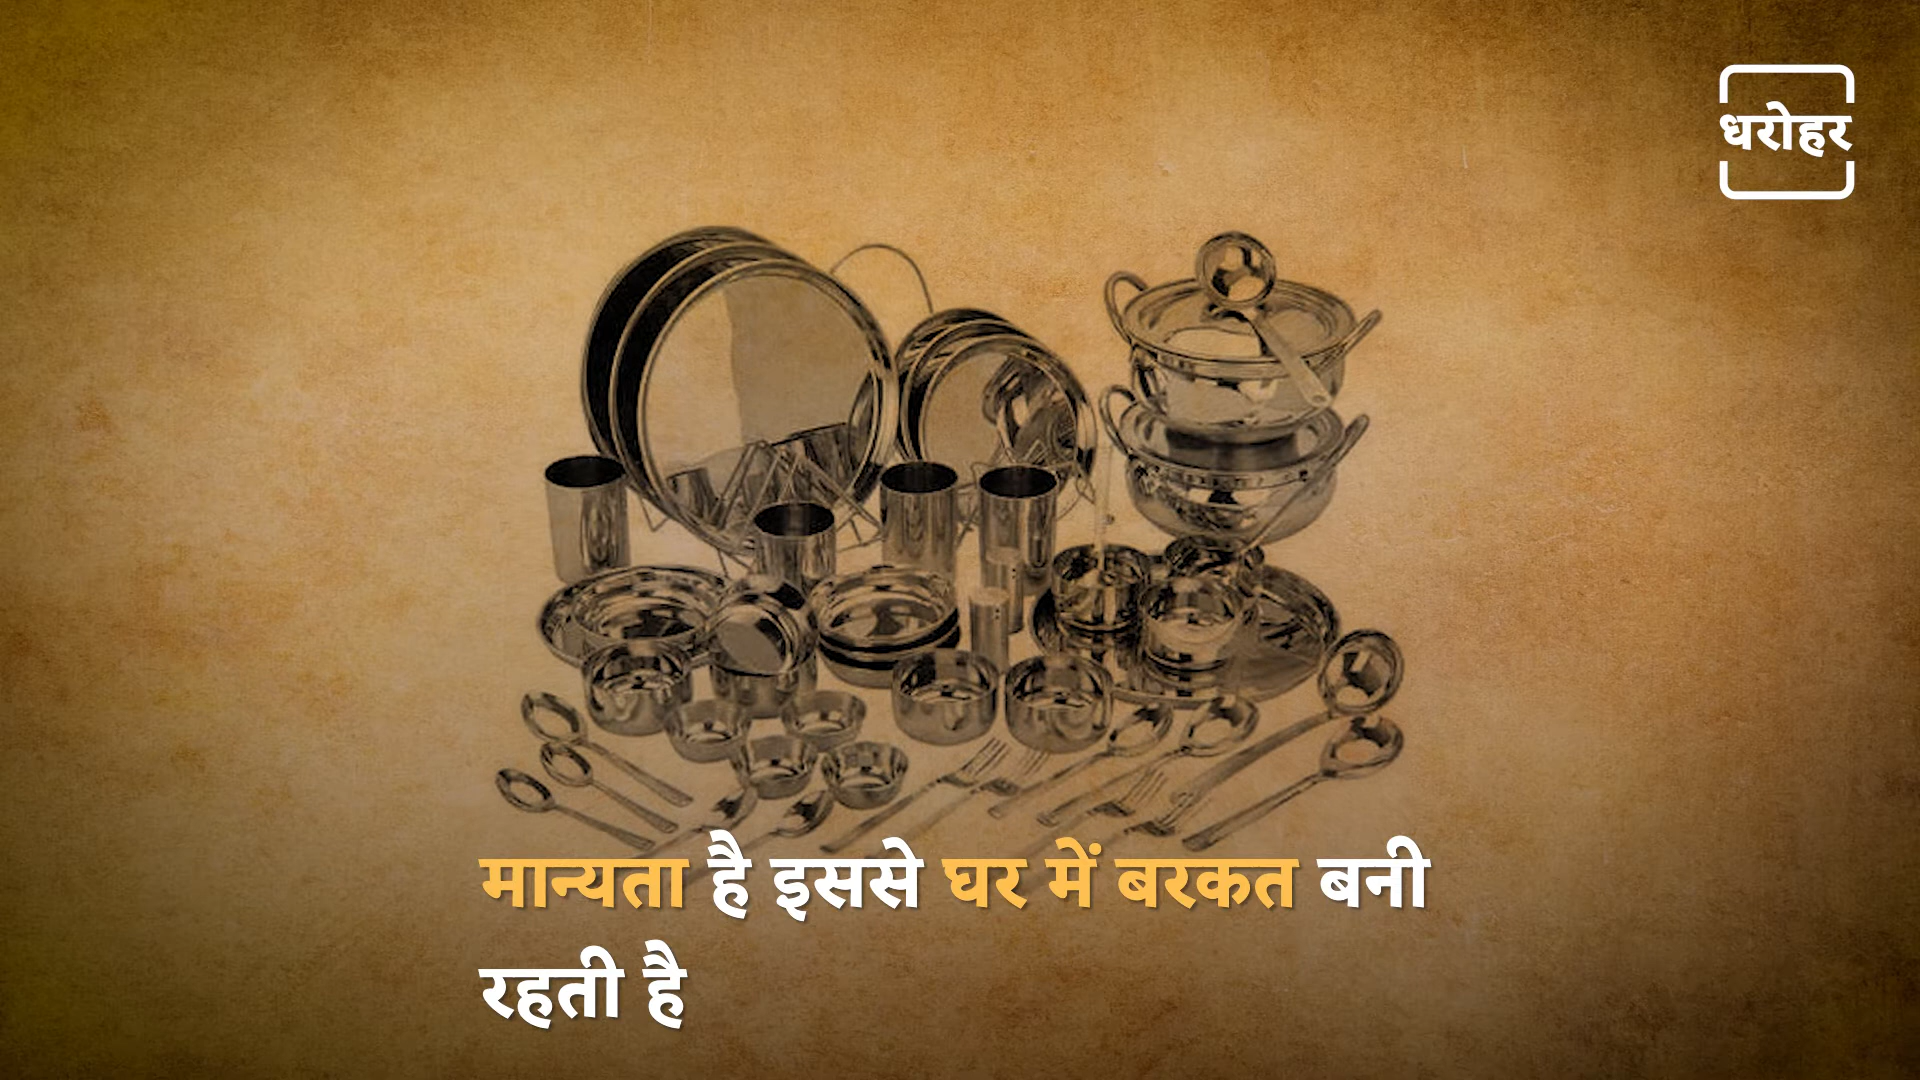 धरोहर
मान्यता है इससे घर में बरकत बनी
रहती है